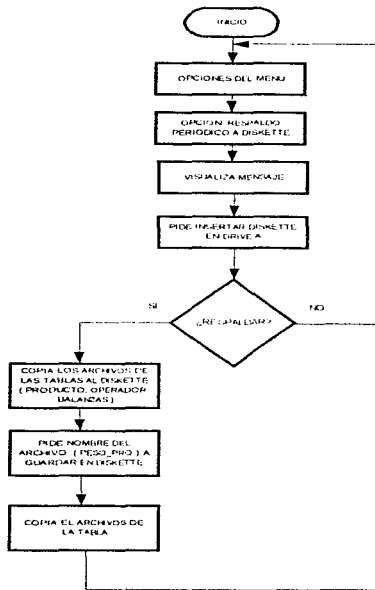 INICIO
OPCIONES DEL MENU
OPCION: RESPALDO
PERIODICO A DISKETTE
VISUALIZA MENSAJE
PIDE INSERTAR DISKETTE
EN DRIVE A
¿RESPALDAR?
SI
NO
COPIA LOS ARCHIVOS DE
LAS TABLAS AL DISKETTE
( PRODUCTO, OPERADOR
BALANZAS )
PIDE NOMBRE DEL
ARCHIVO ( PESO_PRO ) A
GUARDAR EN DISKETTE
COPIA EL ARCHIVOS DE
LA TABLA